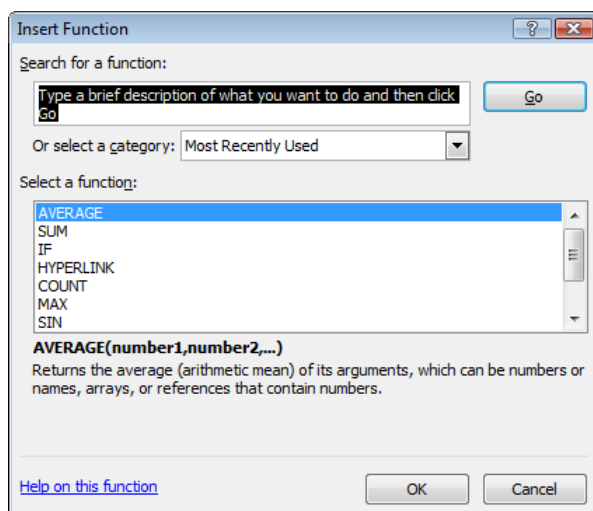 Insert Function
Search for a function:
Type a brief description of what you want to do and then click
Go
Go
Or select a category: Most Recently Used
Select a function:
AVERAGE
SUM
IF
HYPERLINK
COUNT
MAX
SIN
AVERAGE(number1,number2,...)
Returns the average (arithmetic mean) of its arguments, which can be numbers or
names, arrays, or references that contain numbers.
Help on this function
OK
Cancel